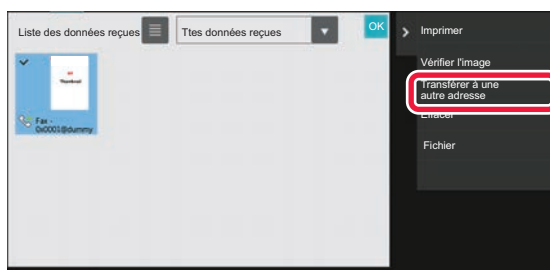 Liste des données reçues
Ttes données reçues
OK
Thumbnail
Fax -
0x0001@dummy
Imprimer
Vérifier l'image
Transférer à une
autre adresse
Effacer
Fichier